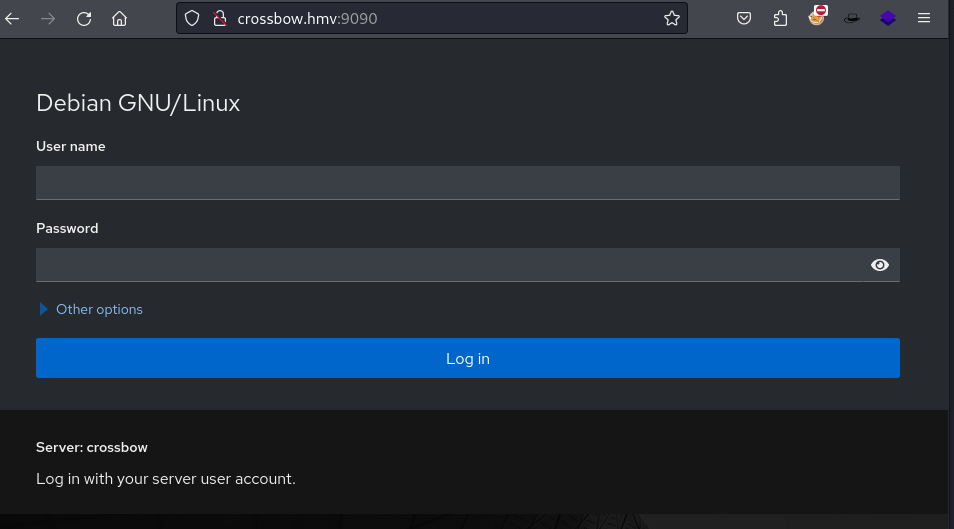 crossbow.hmv:9090
Debian GNU/Linux
User name
Password
Other options
Log in
Server: crossbow
Log in with your server user account.